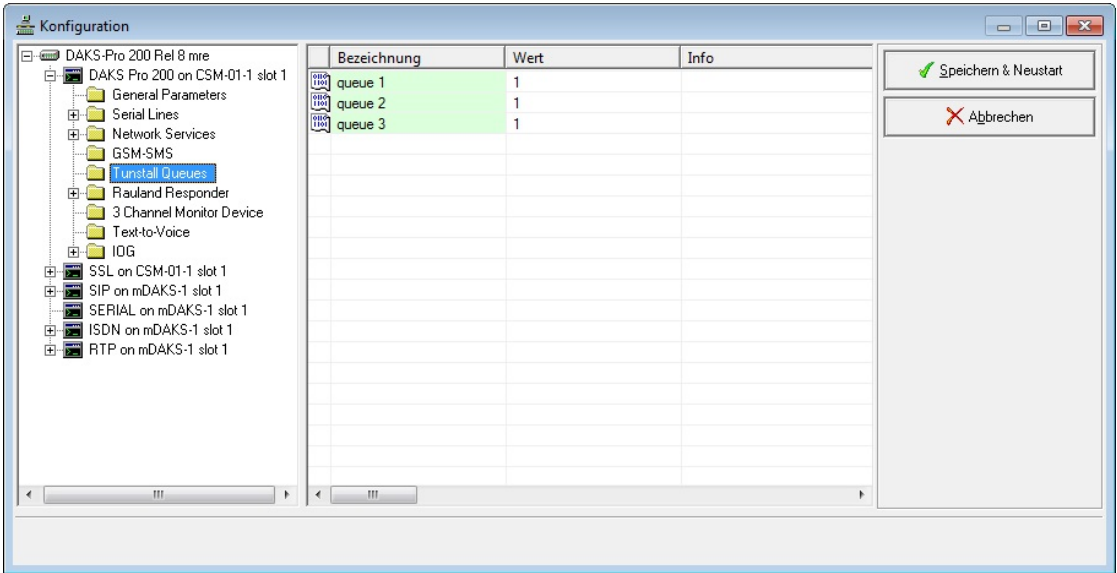 Konfiguration
DAKS-Pro 200 Rel 8 mre
DAKS Pro 200 on CSM-01-1 slot 1
General Parameters
Serial Lines
Network Services
GSM-SMS
Tunstall Queues
Rauland Responder
3 Channel Monitor Device
Text-to-Voice
IOG
SSL on CSM-01-1 slot 1
SIP on mDAKS-1 slot 1
SERIAL on mDAKS-1 slot 1
ISDN on mDAKS-1 slot 1
RTP on mDAKS-1 slot 1
Bezeichnung Wert Info
queue 1 1
queue 2 1
queue 3 1
Speichern & Neustart
Abbrechen